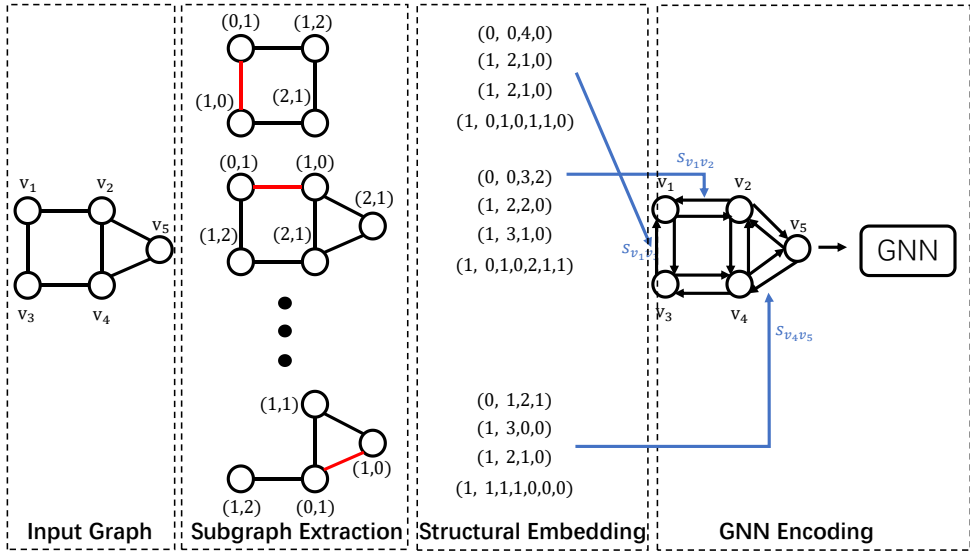 v1
v2
v5
v3
v4
Input Graph
(0,1)
(1,2)
(1,0)
(2,1)
(0,1)
(1,0)
(2,1)
(1,2)
(2,1)
(1,1)
(1,0)
(1,2)
(0,1)
Subgraph Extraction
(0, 0,4,0)
(1, 2,1,0)
(1, 2,1,0)
(1, 0,1,0,1,1,0)
(0, 0,3,2)
(1, 2,2,0)
(1, 3,1,0)
(1, 0,1,0,2,1,1)
(0, 1,2,1)
(1, 3,0,0)
(1, 2,1,0)
(1, 1,1,1,0,0,0)
Structural Embedding
Sv1v2
v1
v2
v5
Sv1v
v3
v4
Sv4v5
GNN
GNN Encoding